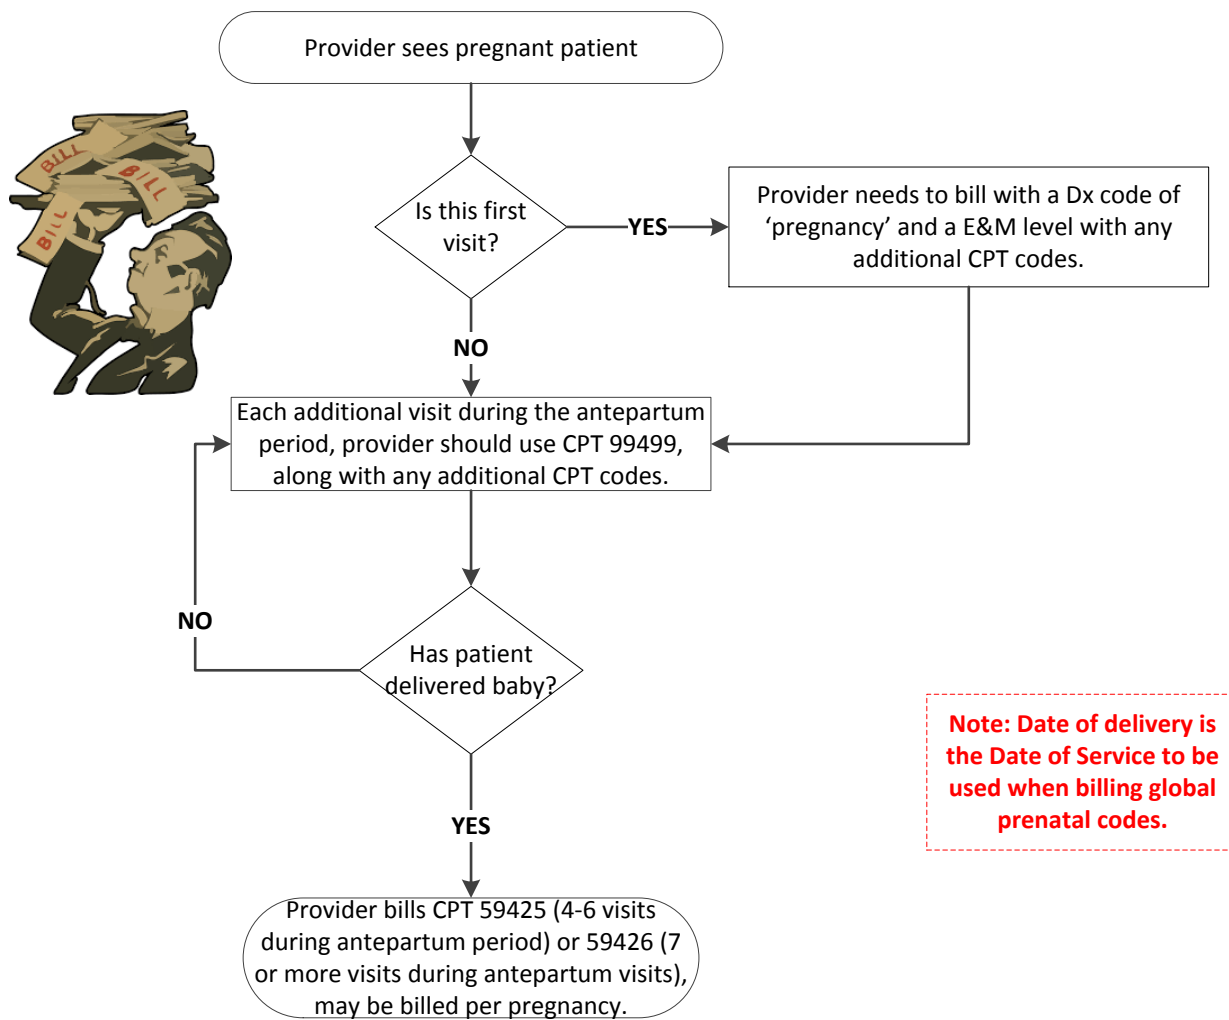 Provider sees pregnant patient
BILL
BILL
BILL
Is this first
visit?
YES
Provider needs to bill with a Dx code of
‘pregnancy’ and a E&M level with any
additional CPT codes.
NO
Each additional visit during the antepartum
period, provider should use CPT 99499,
along with any additional CPT codes.
NO
Has patient
delivered baby?
YES
Note: Date of delivery is
the Date of Service to be
used when billing global
prenatal codes.
Provider bills CPT 59425 (4-6 visits
during antepartum period) or 59426 (7
or more visits during antepartum visits),
may be billed per pregnancy.